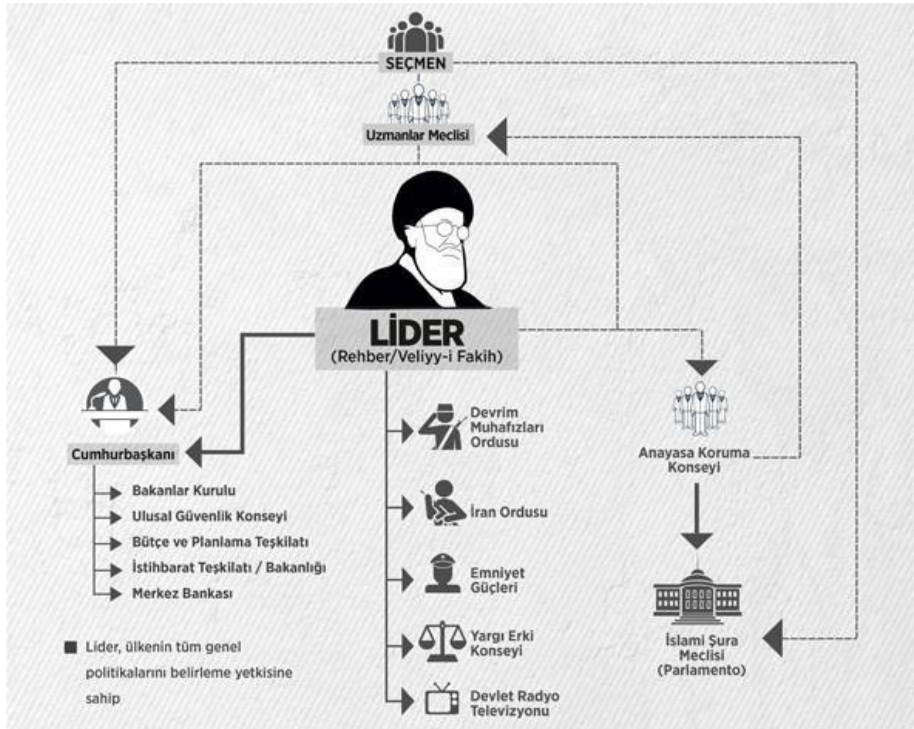 SEÇMEN
Uzmanlar Meclisi
LİDER
(Rehber/Veliyy-i Fakih)
Cumhurbaşkanı
Bakanlar Kurulu
Ulusal Güvenlik Konseyi
Bütçe ve Planlama Teşkilatı
İstihbarat Teşkilatı / Bakanlığı
Merkez Bankası
Lider, ülkenin tüm genel
politikalarını belirleme yetkisine
sahip
Devrim
Muhafızları
Ordusu
İran Ordusu
Emniyet
Güçleri
Yargı Erki
Konseyi
Devlet Radyo
Televizyonu
Anayasa Koruma
Konseyi
İslami Şura
Meclisi
(Parlamento)